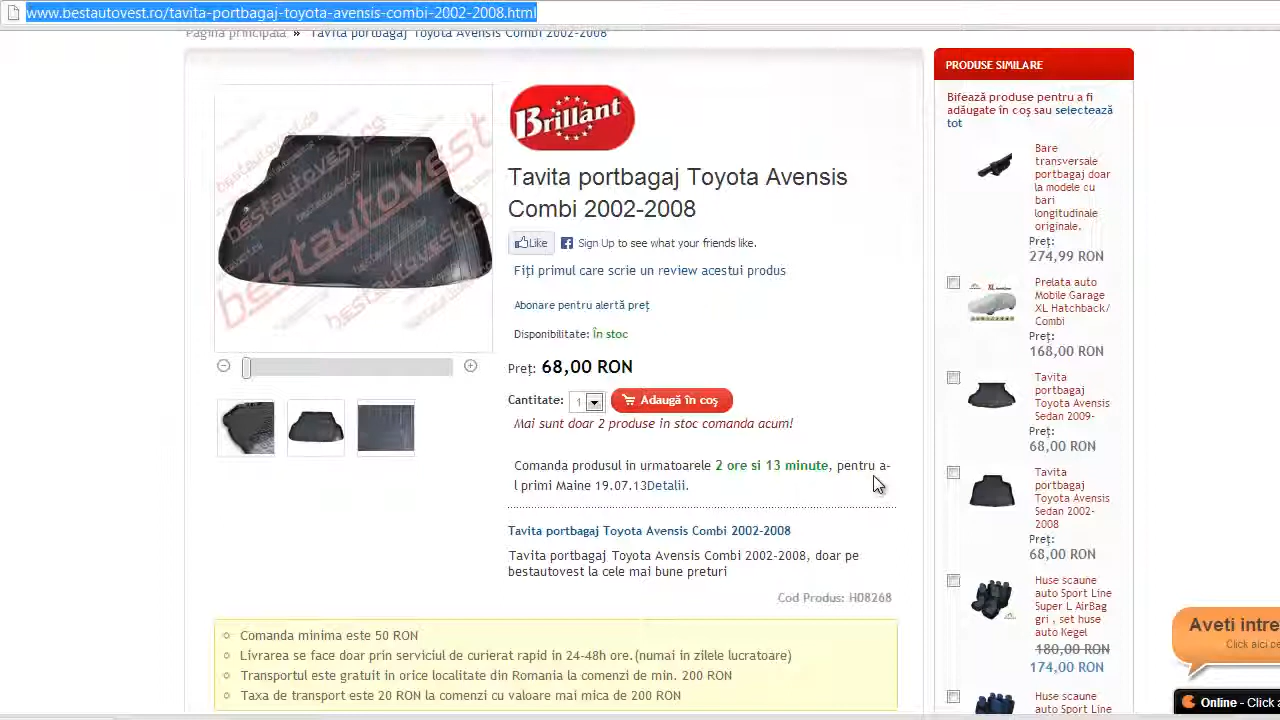 www.bestautovest.ro/tavita-portbagaj-toyota-avensis-combi-2002-2008.html
Pagina principala » Tavita portbagaj Toyota Avensis Combi 2002-2008
Brillant
Tavita portbagaj Toyota Avensis
Combi 2002-2008
Like Sign Up to see what your friends like.
Fiți primul care scrie un review acestui produs
Abonare pentru alertă preț
Disponibilitate: În stoc
Preț: 68,00 RON
Cantitate: 1 Adaugă în coș
Mai sunt doar 2 produse in stoc comanda acum!
Comanda produsul in urmatoarele 2 ore si 13 minute, pentru a-
l primi Maine 19.07.13Detalii.
Tavita portbagaj Toyota Avensis Combi 2002-2008
Tavita portbagaj Toyota Avensis Combi 2002-2008, doar pe
bestautovest la cele mai bune preturi
Cod Produs: H08268
Comanda minima este 50 RON
Livrarea se face doar prin serviciul de curierat rapid in 24-48h ore.(numai in zilele lucratoare)
Transportul este gratuit in orice localitate din Romania la comenzi de min. 200 RON
Taxa de transport este 20 RON la comenzi cu valoare mai mica de 200 RON
PRODUSE SIMILARE
Bifează produse pentru a fi
adăugate în coș sau selectează
tot
Bare
transversale
portbagaj doar
la modele cu
bari
longitudinale
originale,
Preț:
274,99 RON
Prelata auto
Mobile Garage
XL Hatchback/
Combi
Preț:
168,00 RON
Tavita
portbagaj
Toyota Avensis
Sedan 2009-
Preț:
68,00 RON
Tavita
portbagaj
Toyota Avensis
Sedan 2002-
2008
Preț:
68,00 RON
Huse scaune
auto Sport Line
Super L AirBag
gri , set huse
auto Kegel
180,00 RON
174,00 RON
Huse scaune
auto Sport Line
Aveti intre
Click aici pe
Online - Click a